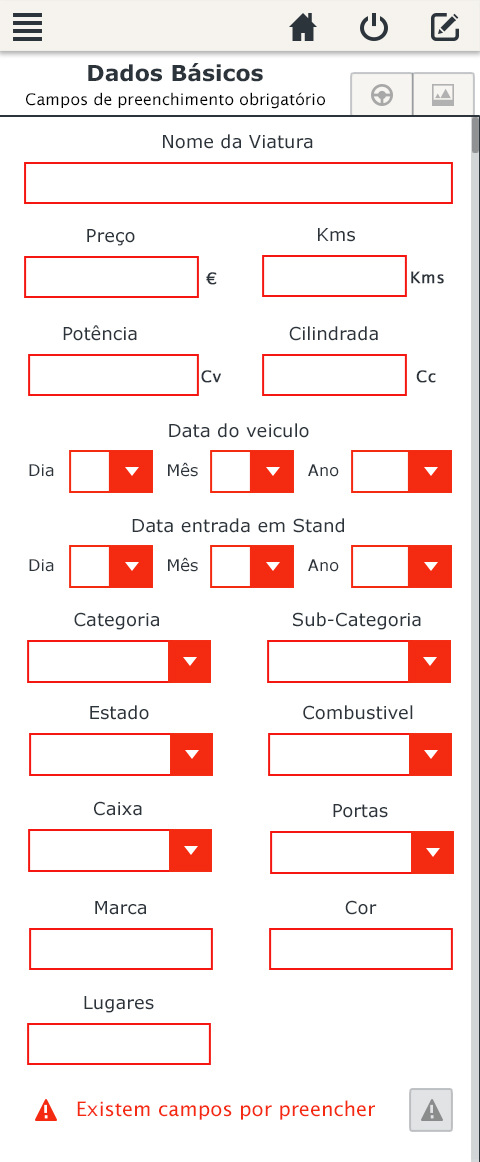 Dados Básicos
Campos de preenchimento obrigatório
Nome da Viatura
Preço Kms
€ Kms
Potência Cilindrada
Cv Cc
Data do veiculo
Dia Mês Ano
Data entrada em Stand
Dia Mês Ano
Categoria Sub-Categoria
Estado Combustivel
Caixa Portas
Marca Cor
Lugares
Existem campos por preencher